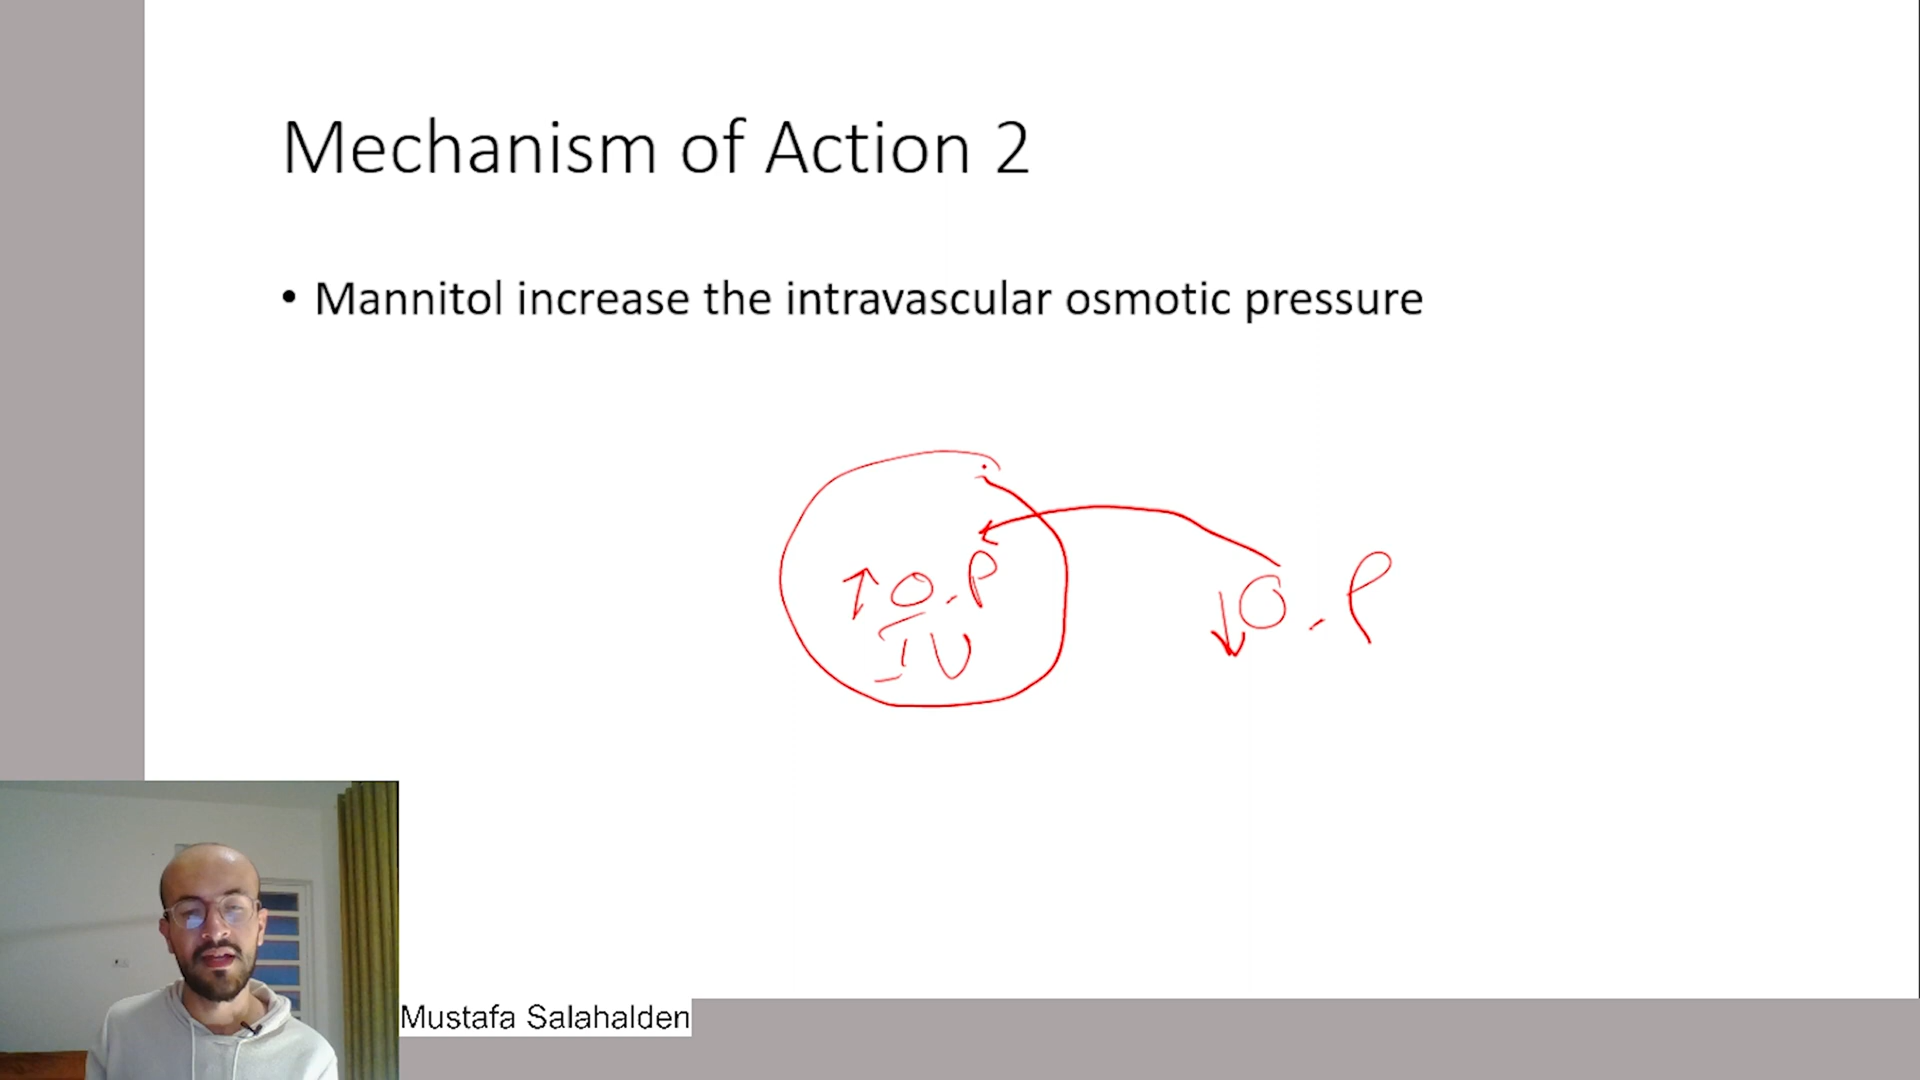 Mechanism of Action 2
• Mannitol increase the intravascular osmotic pressure
↑ O.P
IV
↓ O.P
Mustafa Salahalden